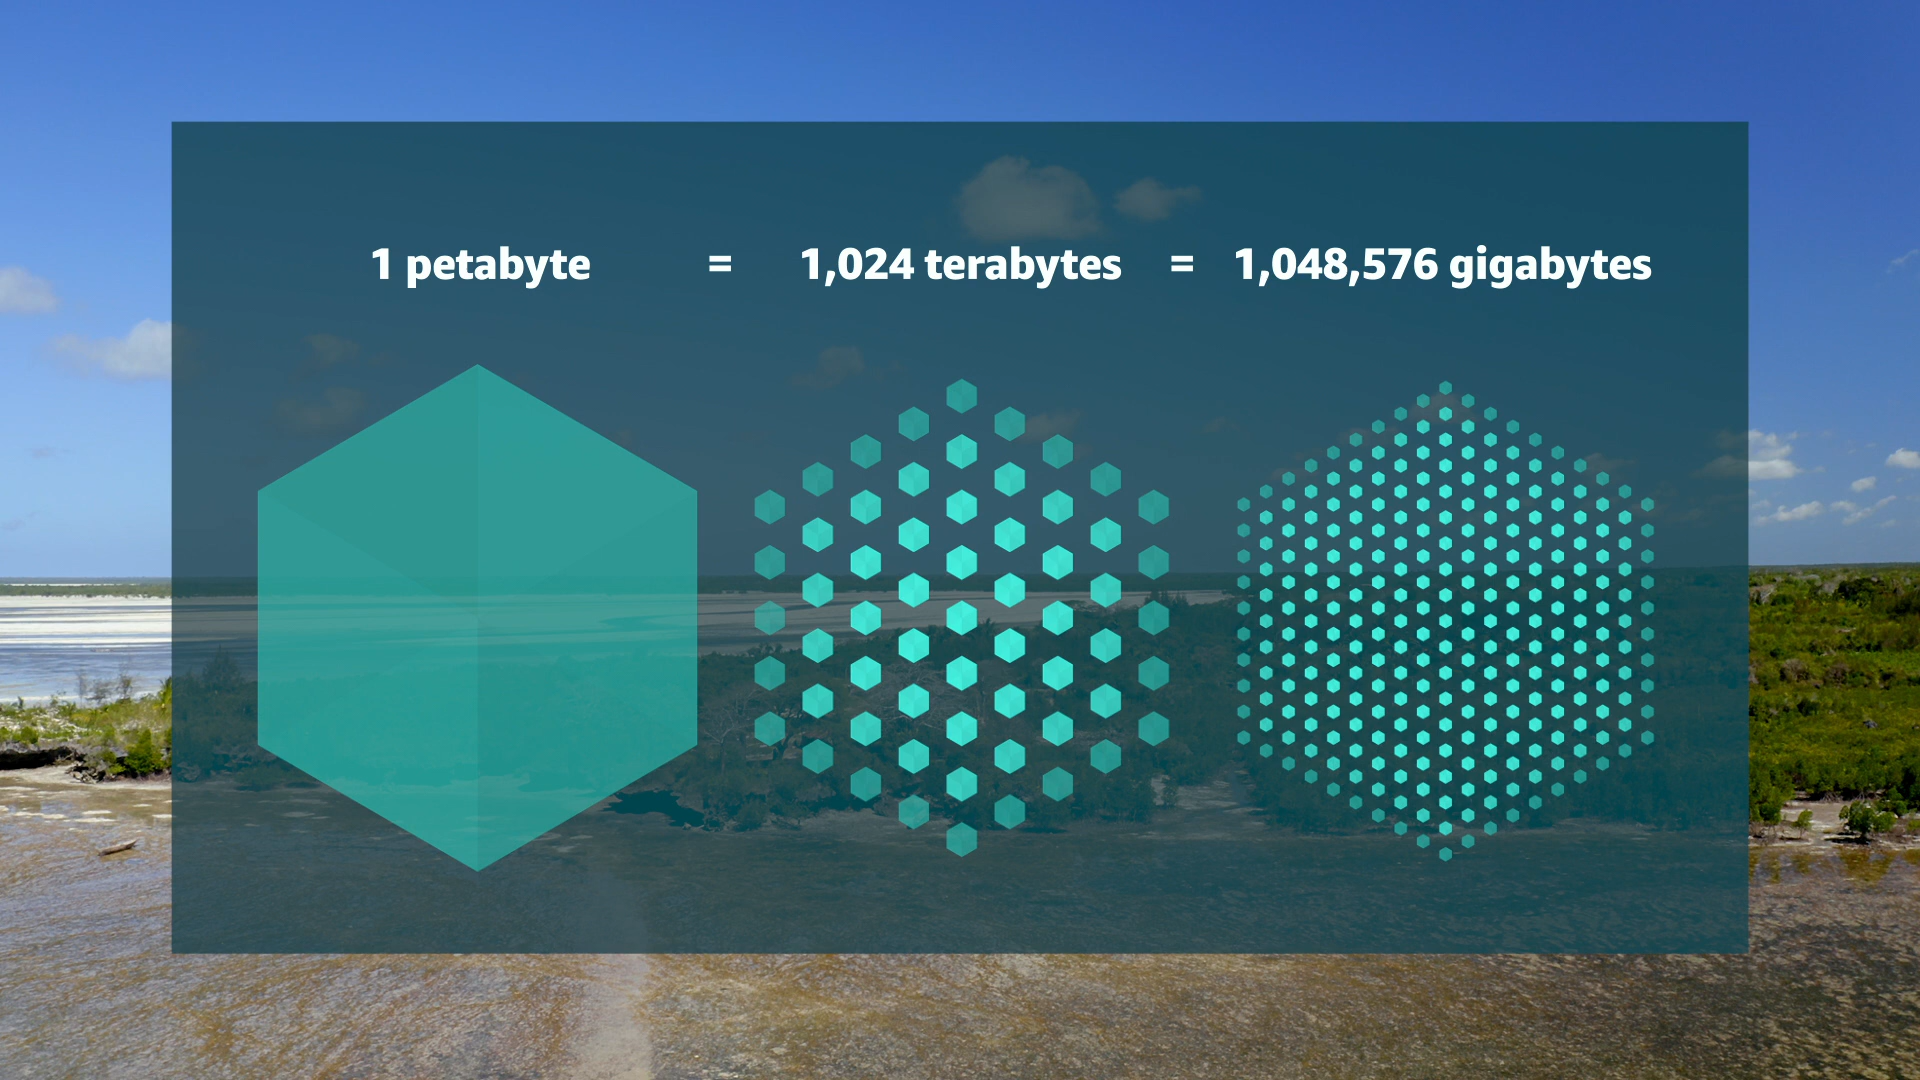 1 petabyte = 1,024 terabytes = 1,048,576 gigabytes